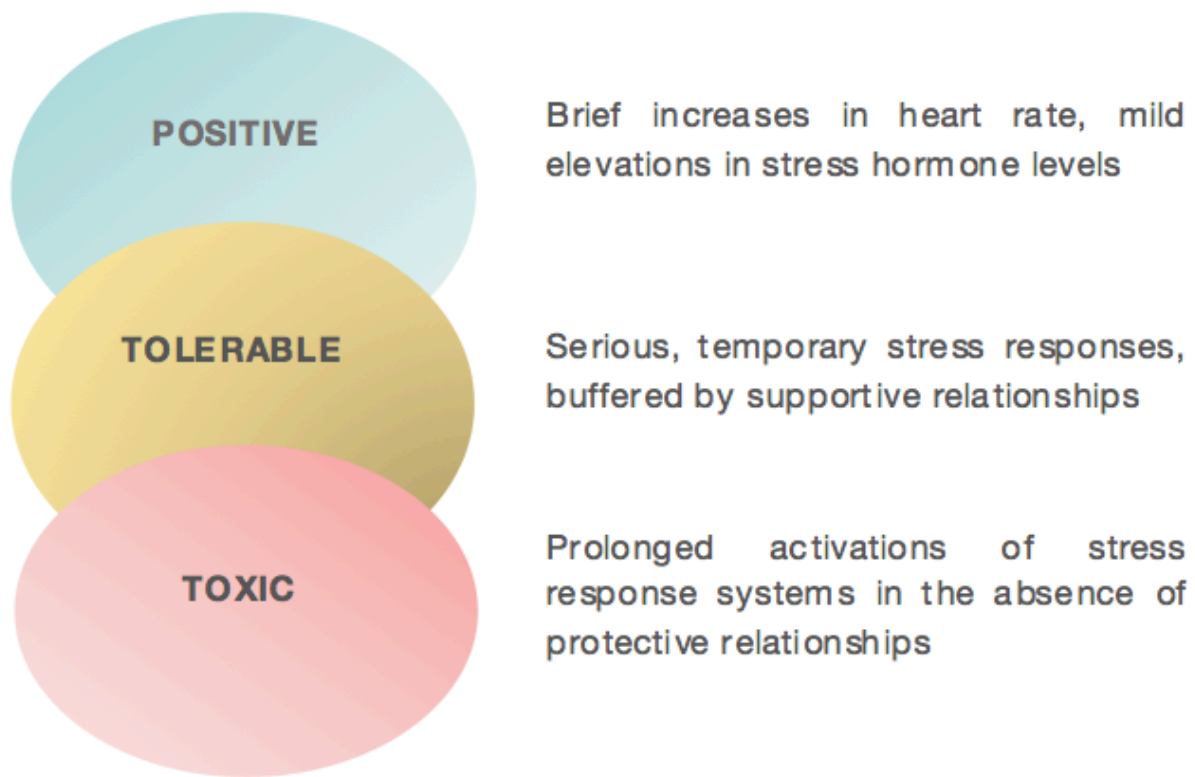 POSITIVE
Brief increases in heart rate, mild
elevations in stress hormone levels
TOLERABLE
Serious, temporary stress responses,
buffered by supportive relationships
TOXIC
Prolonged activations of stress
response systems in the absence of
protective relationships